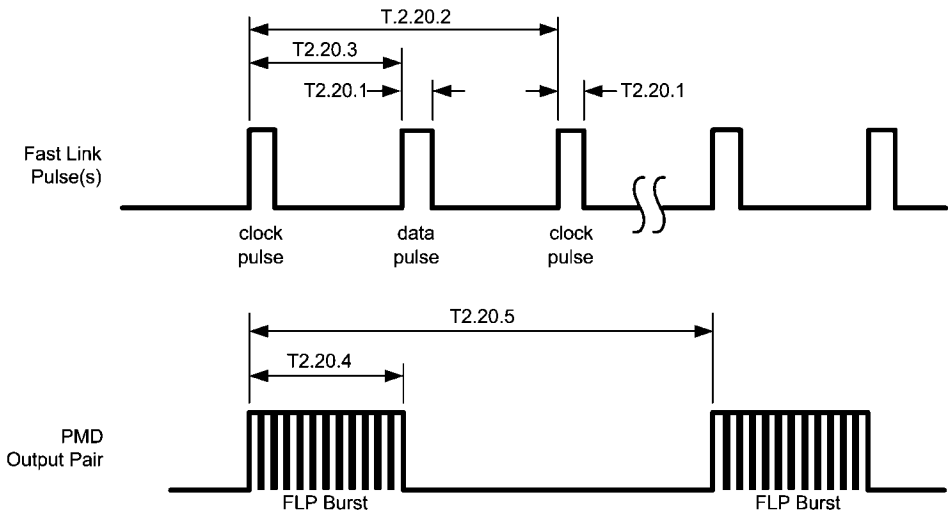 T.2.20.2
T2.20.3
T2.20.1
T2.20.1
Fast Link
Pulse(s)
clock
pulse
data
pulse
clock
pulse
T2.20.5
T2.20.4
PMD
Output Pair
FLP Burst
FLP Burst